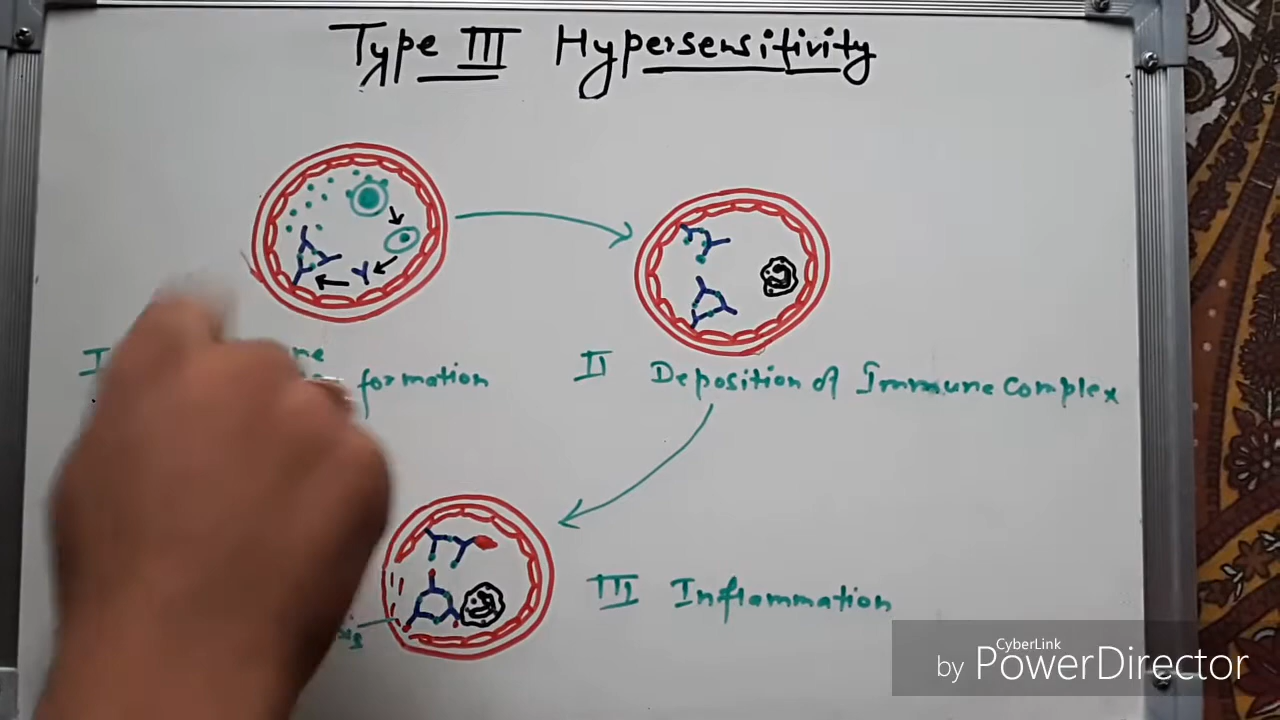 Type III Hypersensitivity
I
formation
II Deposition of Immune Complex
III Inflammation
CyberLink
by PowerDirector